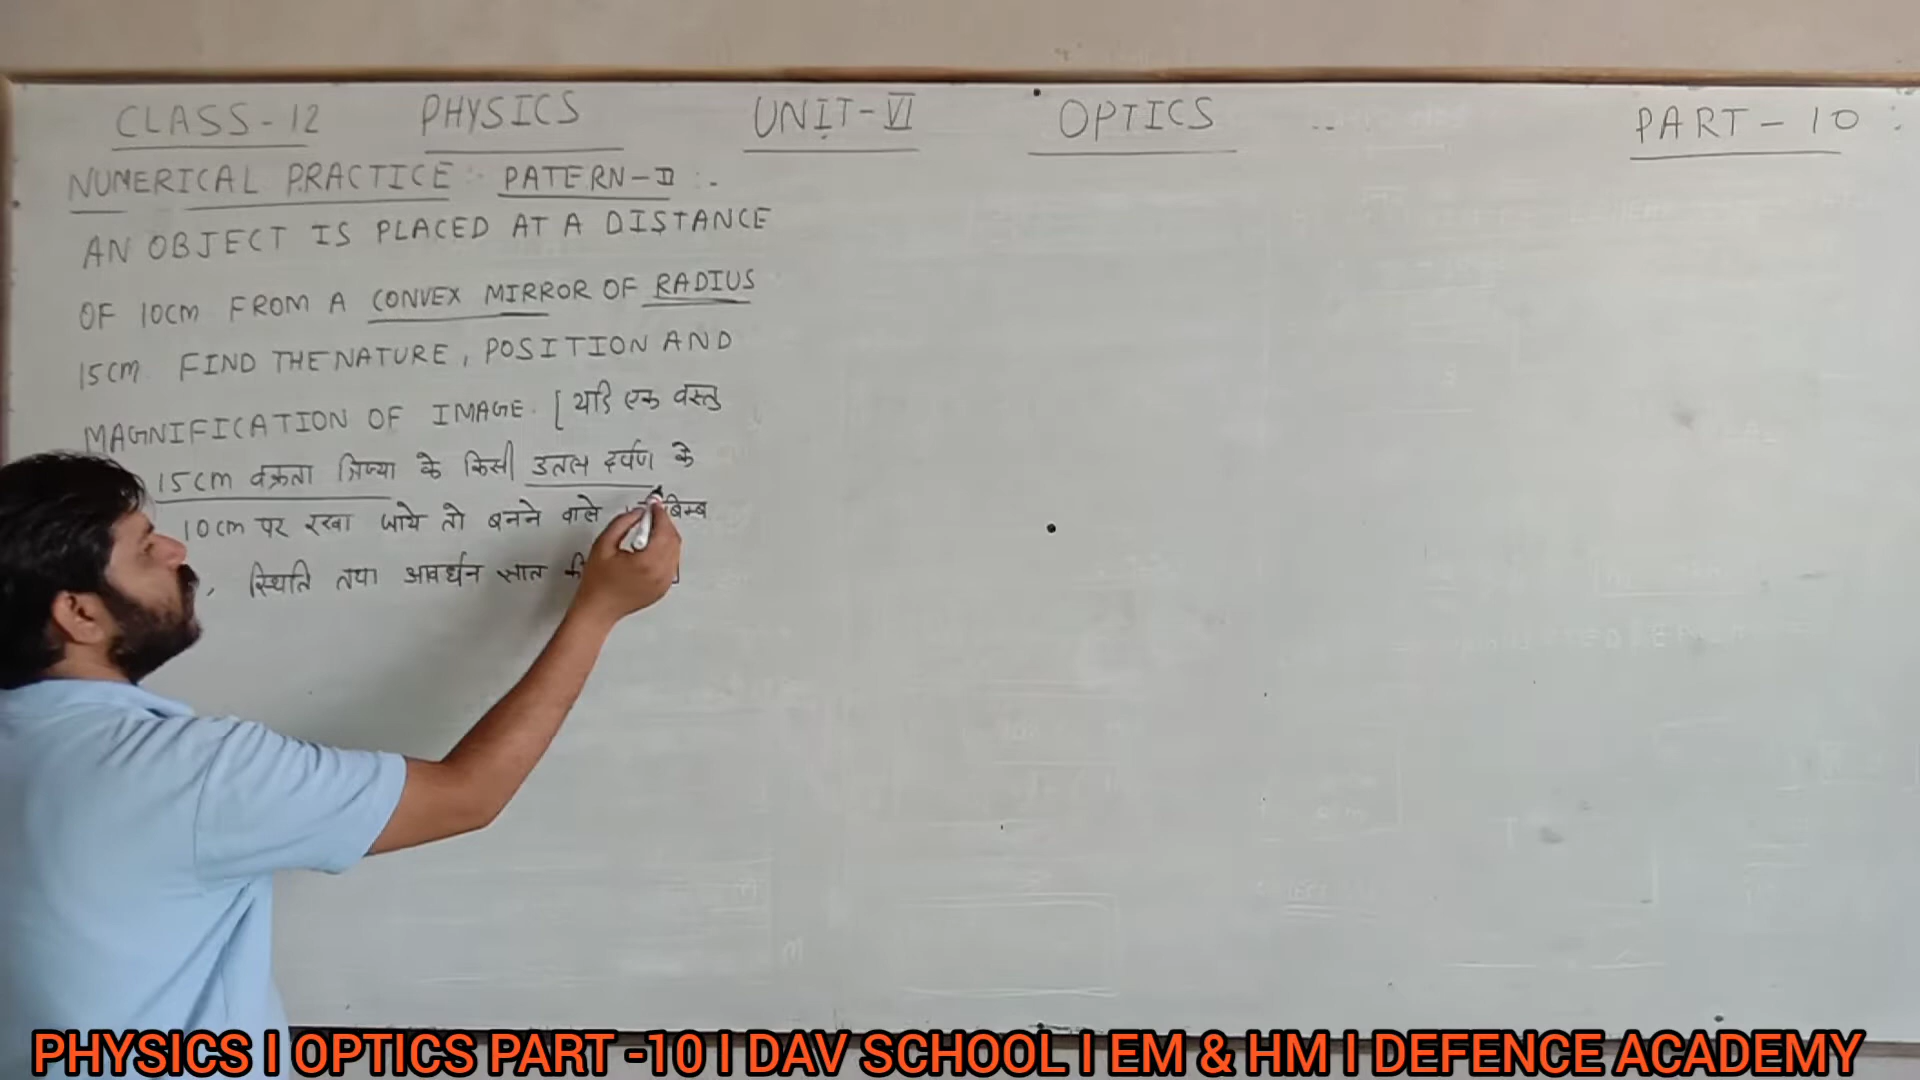 CLASS-12 PHYSICS UNIT-VI OPTICS PART-10
NUMERICAL PRACTICE :- PATERN-II :-
AN OBJECT IS PLACED AT A DISTANCE
OF 10CM FROM A CONVEX MIRROR OF RADIUS
15CM. FIND THE NATURE, POSITION AND
MAGNIFICATION OF IMAGE. [यदि एक वस्तु
15cm वक्रता त्रिज्या के किसी उत्तल दर्पण के
10cm पर रखा जाये तो बनने वाले
, स्थिति तथा आवर्धन ज्ञात
PHYSICS I OPTICS PART -10 I DAV SCHOOL I EM & HM I DEFENCE ACADEMY